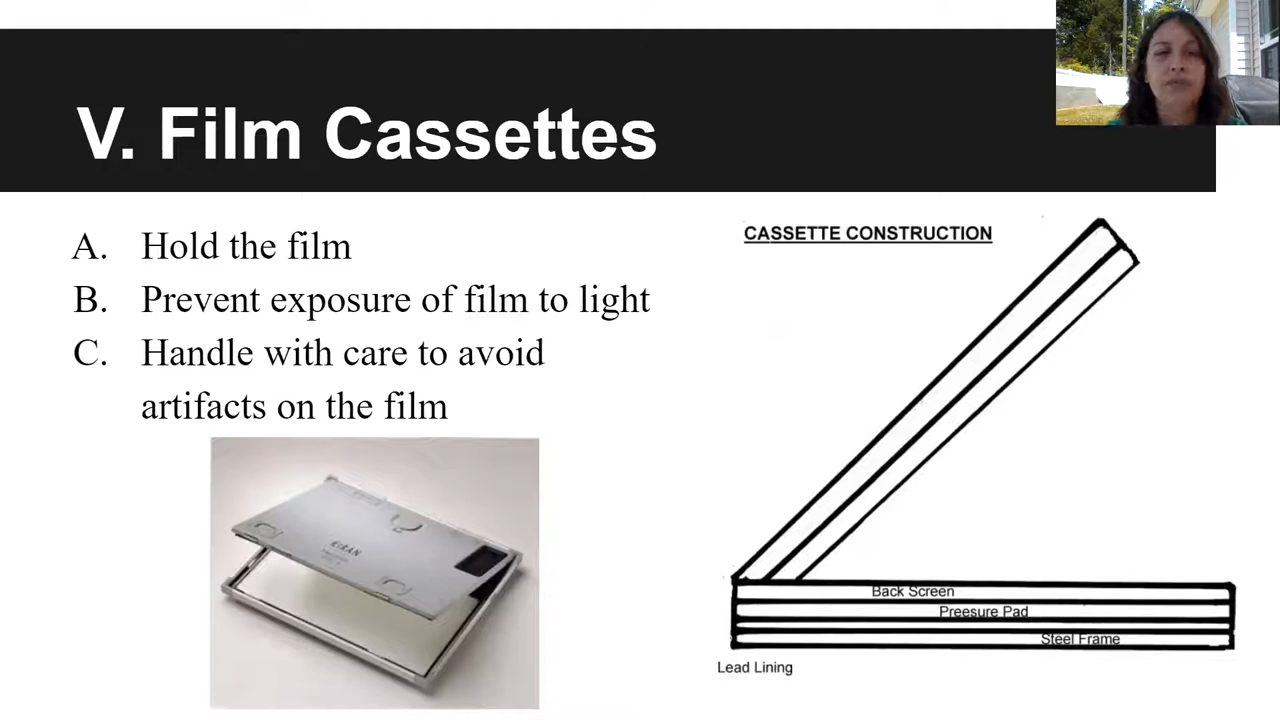 V. Film Cassettes
A. Hold the film
B. Prevent exposure of film to light
C. Handle with care to avoid
artifacts on the film
KIRAN
CASSETTE CONSTRUCTION
Back Screen
Preesure Pad
Steel Frame
Lead Lining